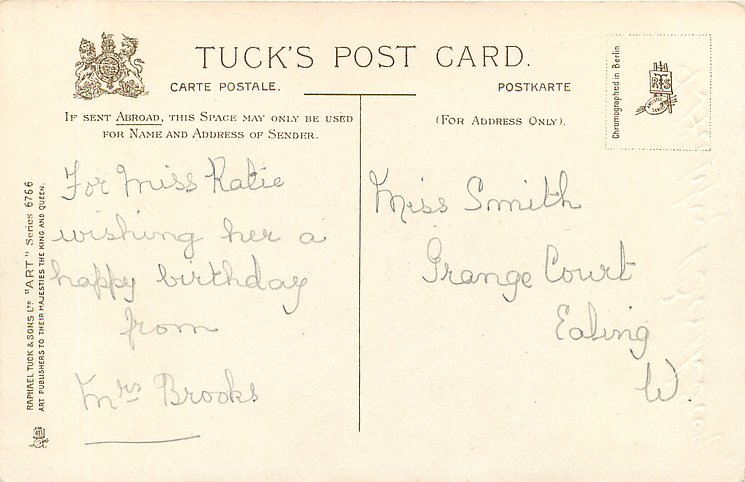 TUCK'S POST CARD.
CARTE POSTALE.
POSTKARTE
IF SENT ABROAD, THIS SPACE MAY ONLY BE USED
FOR NAME AND ADDRESS OF SENDER.
(FOR ADDRESS ONLY).
Chromographed in Berlin
For Miss Katie
wishing her a
happy birthday
from
Mrs Brooks
Miss Smith
Grange Court
Ealing
W.
RAPHAEL TUCK & SONS LTD "ART" Series 6766
ART PUBLISHERS TO THEIR MAJESTIES THE KING AND QUEEN.